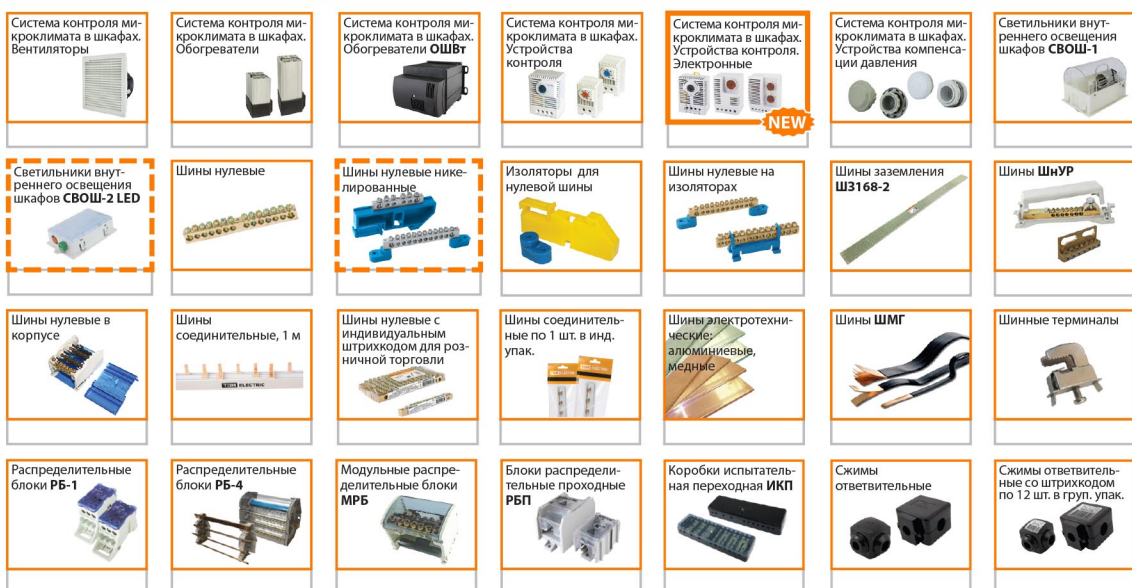 Система контроля ми-
кроклимата в шкафах.
Вентиляторы
Система контроля ми-
кроклимата в шкафах.
Обогреватели
Система контроля ми-
кроклимата в шкафах.
Обогреватели ОШВт
Система контроля ми-
кроклимата в шкафах.
Устройства
контроля
Система контроля ми-
кроклимата в шкафах.
Устройства контроля.
Электронные
NEW
Система контроля ми-
кроклимата в шкафах.
Устройства компенса-
ции давления
Светильники внут-
реннего освещения
шкафов СВОШ-1
Светильники внут-
реннего освещения
шкафов СВОШ-2 LED
Шины нулевые
Шины нулевые нике-
лированные
Изоляторы для
нулевой шины
Шины нулевые на
изоляторах
Шины заземления
ШЗ168-2
Шины ШнУР
Шины нулевые в
корпусе
Шины
соединительные, 1 м
TDM ELECTRIC
Шины нулевые с
индивидуальным
штрихкодом для роз-
ничной торговли
Шины соединитель-
ные по 1 шт. в инд.
упак.
Шины электротехни-
ческие:
алюминиевые,
медные
Шины ШМГ
Шинные терминалы
Распределительные
блоки РБ-1
Распределительные
блоки РБ-4
Модульные распре-
делительные блоки
МРБ
Блоки распредели-
тельные проходные
РБП
Коробки испытатель-
ная переходная ИКП
Сжимы
ответвительные
Сжимы ответвитель-
ные со штрихкодом
по 12 шт. в груп. упак.